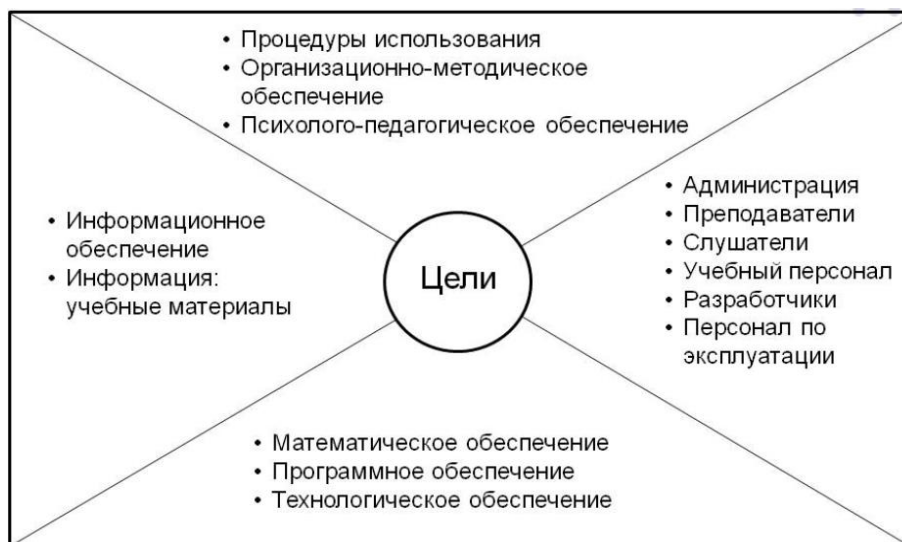 • Процедуры использования
• Организационно-методическое
обеспечение
• Психолого-педагогическое обеспечение
• Информационное
обеспечение
• Информация:
учебные материалы
Цели
• Администрация
• Преподаватели
• Слушатели
• Учебный персонал
• Разработчики
• Персонал по
эксплуатации
• Математическое обеспечение
• Программное обеспечение
• Технологическое обеспечение